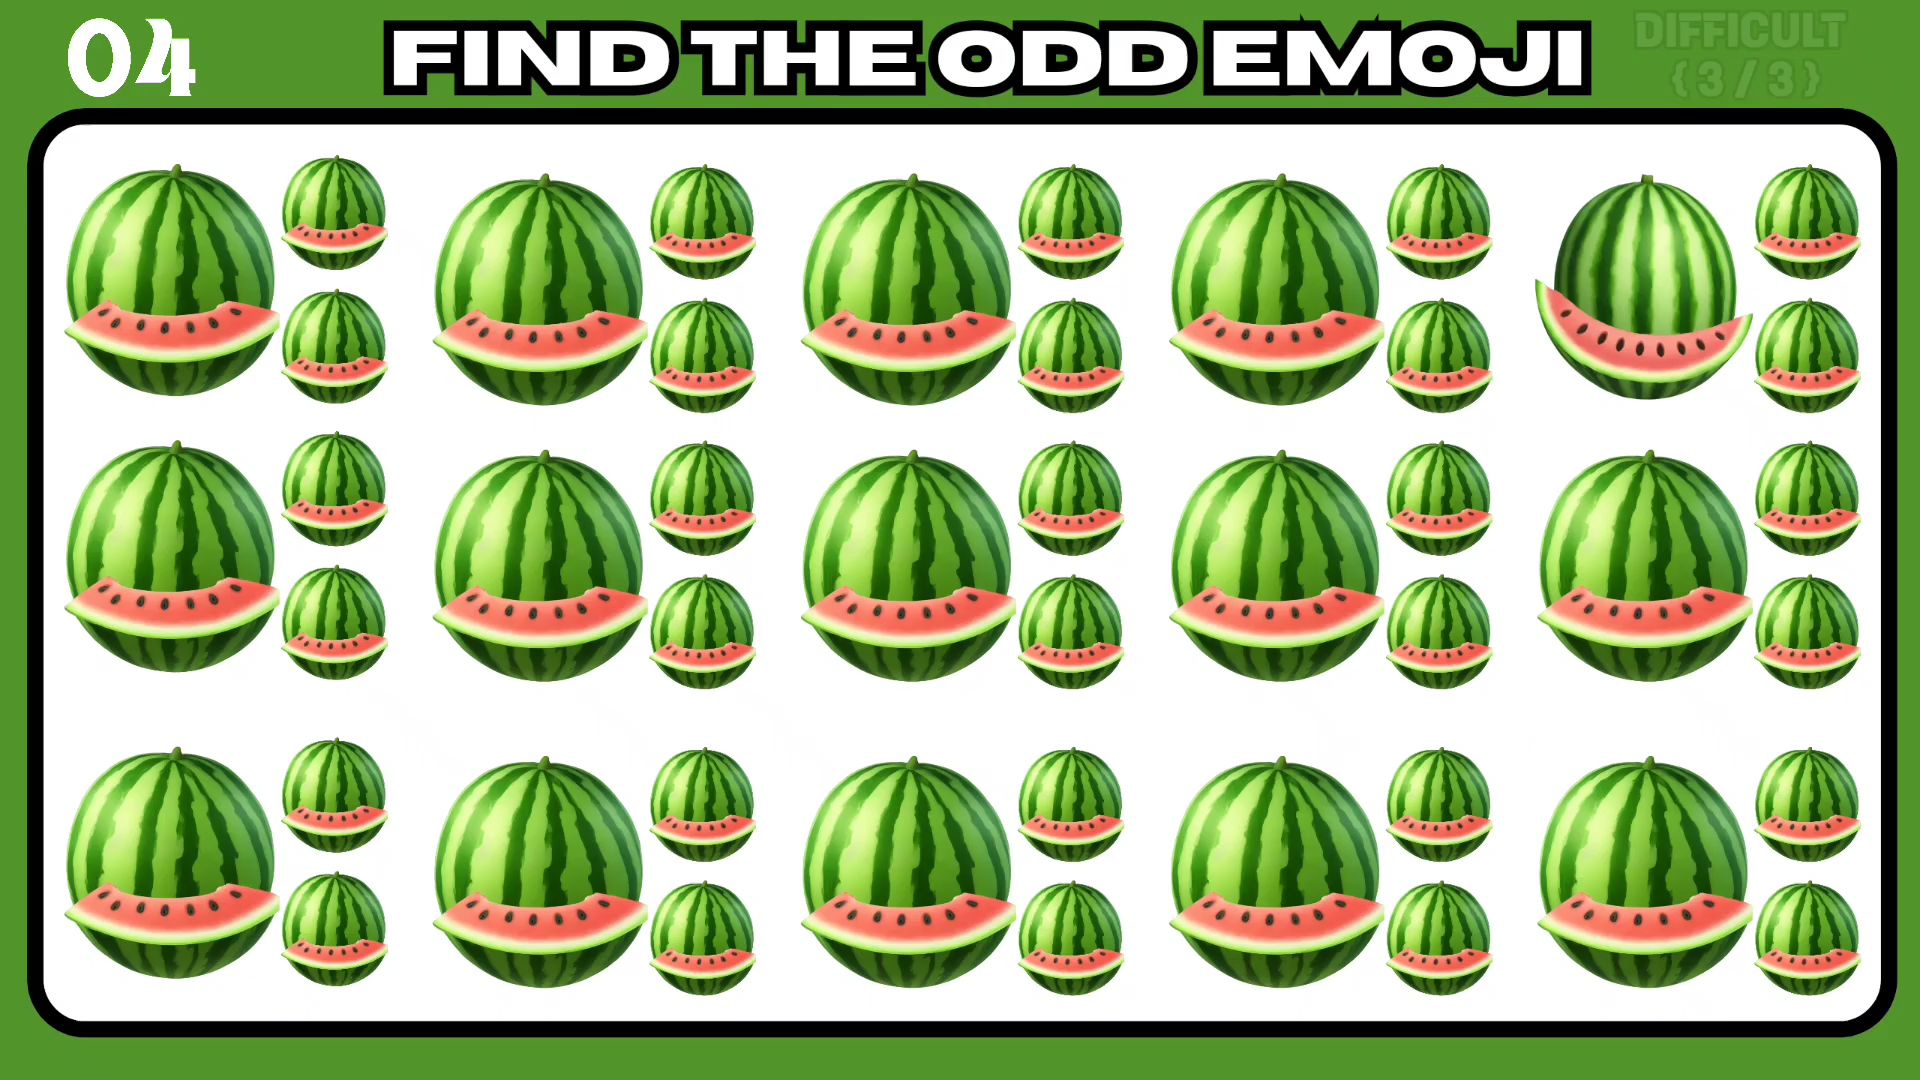 04
FIND THE ODD EMOJI
DIFFICULT
{3/3}